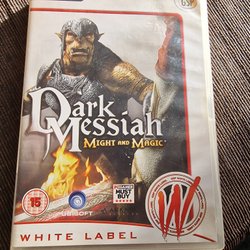 Dark
Messiah
MIGHT AND MAGIC
15
UBISOFT
MUST
BUY
WHITE LABEL